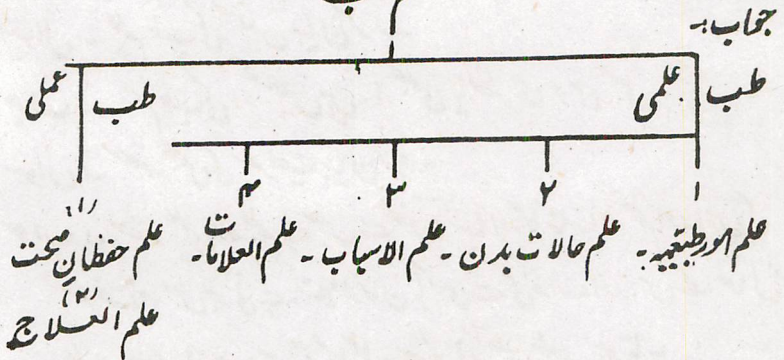 جواب:-
طب علمی
طب عملی
۱ ۲ ۳ ۴
علم امور طبیعیہ - علم حالات بدن - علم الاسباب - علم العلامات -
(۱) علم حفظانِ صحت
(۲) علم العلاج